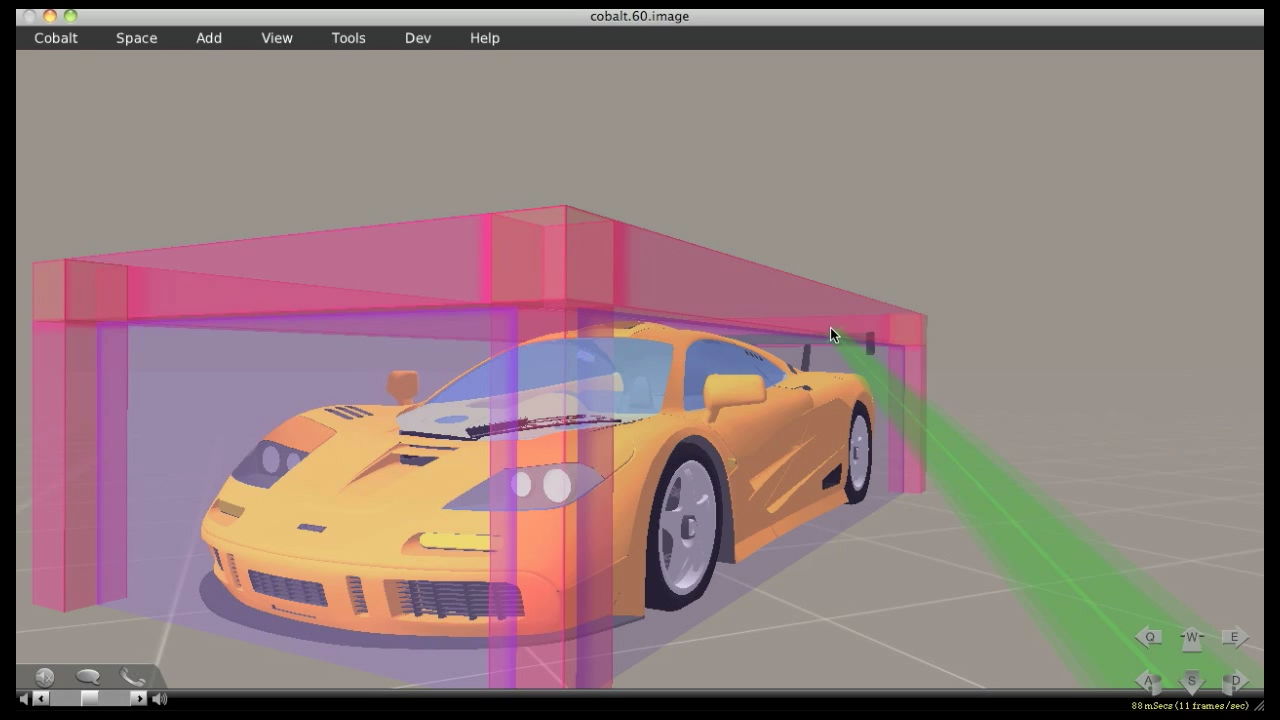 cobalt.60.image
Cobalt Space Add View Tools Dev Help
Q W E
A S D
88 mSecs (11 frames/sec)